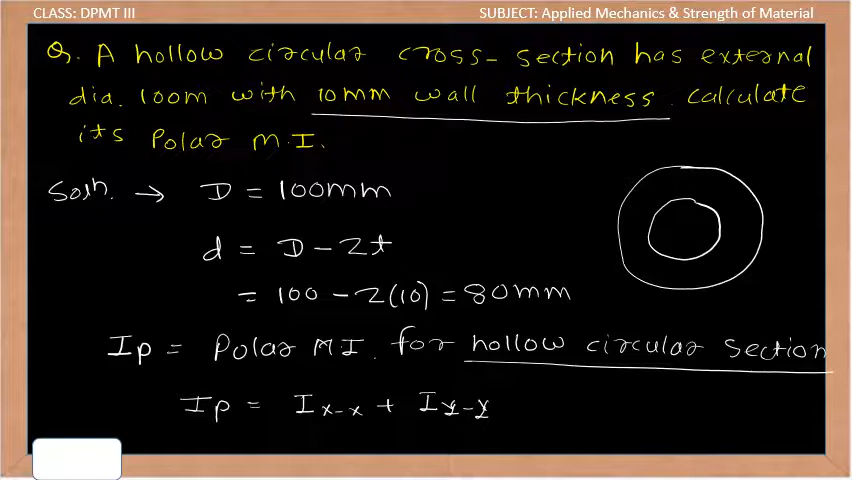 CLASS: DPMT III
SUBJECT: Applied Mechanics & Strength of Material
Q. A hollow circular cross-section has external
dia. 100m with 10mm wall thickness. Calculate
its Polar M.I.
Soln. → D = 100mm
d = D - 2t
= 100 - 2(10) = 80mm
Ip = Polar M.I. for hollow circular section
Ip = Ix-x + Iy-y